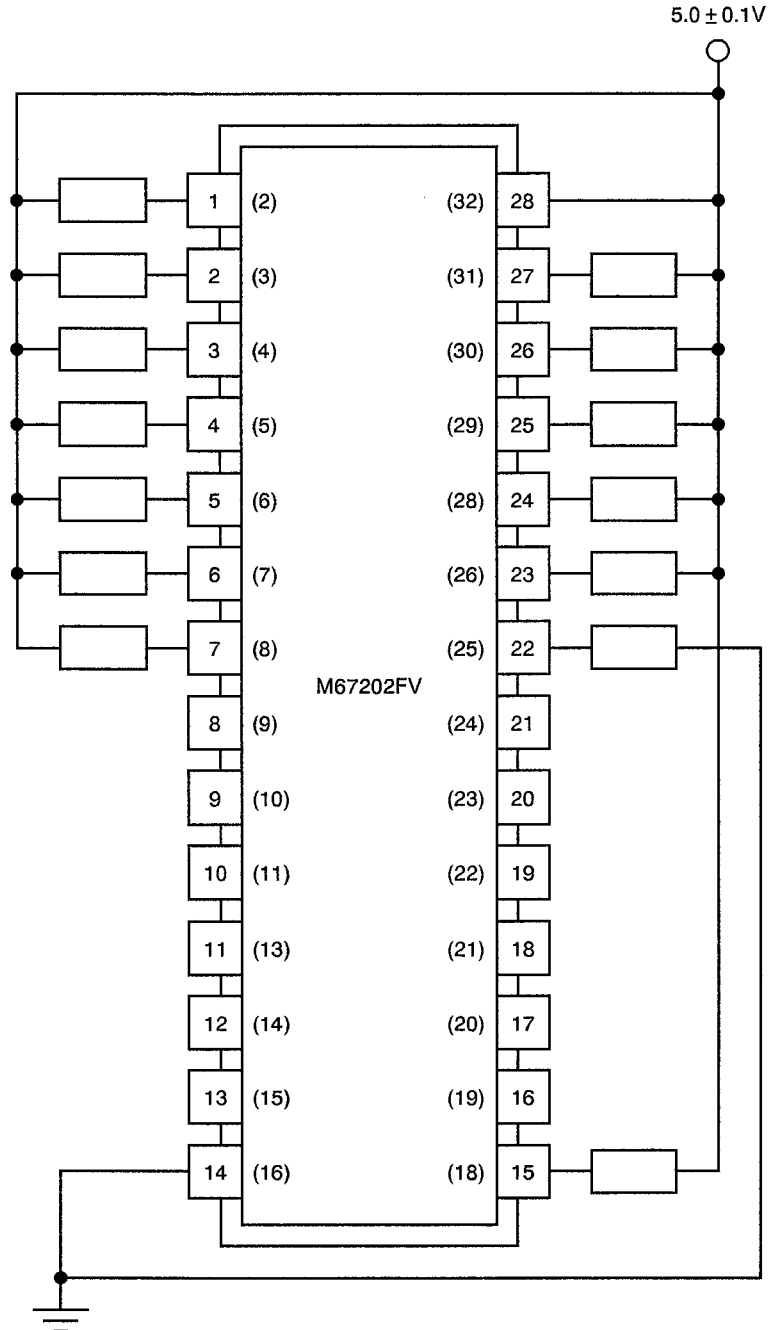 5.0 ± 0.1V
1 (2) (32) 28
2 (3) (31) 27
3 (4) (30) 26
4 (5) (29) 25
5 (6) (28) 24
6 (7) (26) 23
7 (8) (25) 22
M67202FV
8 (9) (24) 21
9 (10) (23) 20
10 (11) (22) 19
11 (13) (21) 18
12 (14) (20) 17
13 (15) (19) 16
14 (16) (18) 15